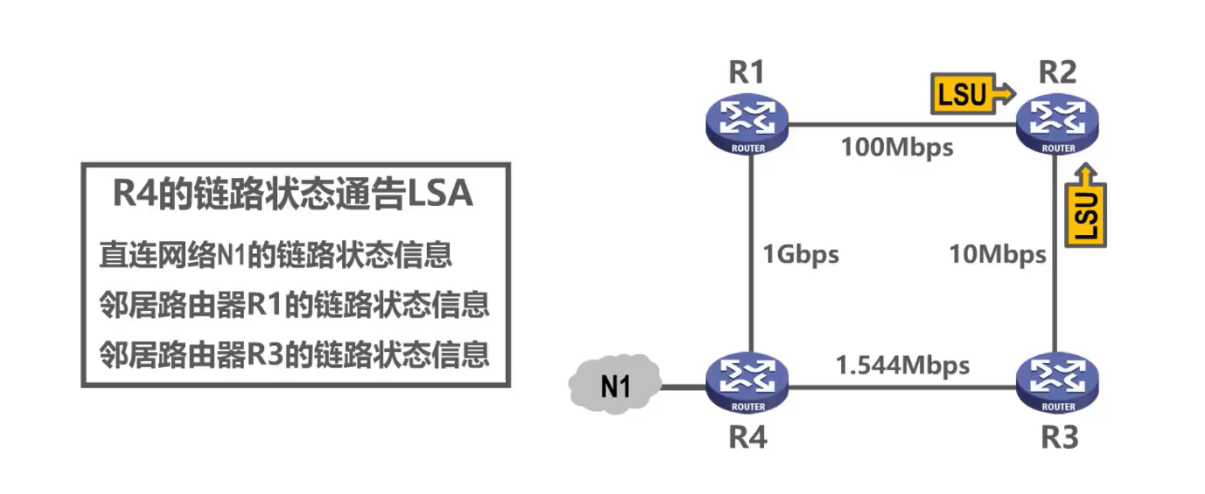 R4的链路状态通告LSA
直连网络N1的链路状态信息
邻居路由器R1的链路状态信息
邻居路由器R3的链路状态信息
R1
LSU
R2
ROUTER
100Mbps
ROUTER
LSU
1Gbps
10Mbps
N1
1.544Mbps
ROUTER
ROUTER
R4
R3